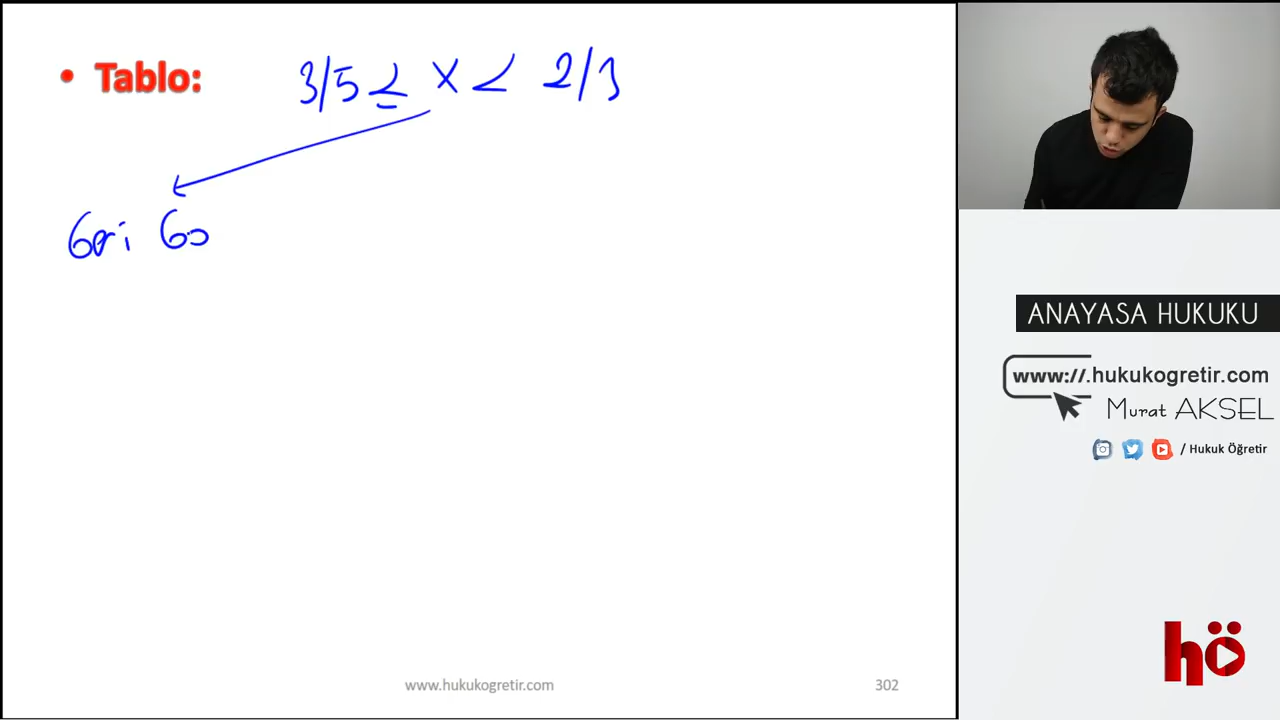 • Tablo: 3/5 ≤ x < 2/3
Geri Gö
ANAYASA HUKUKU
www://.hukukogretir.com
Murat AKSEL
/ Hukuk Öğretir
hö
www.hukukogretir.com
302